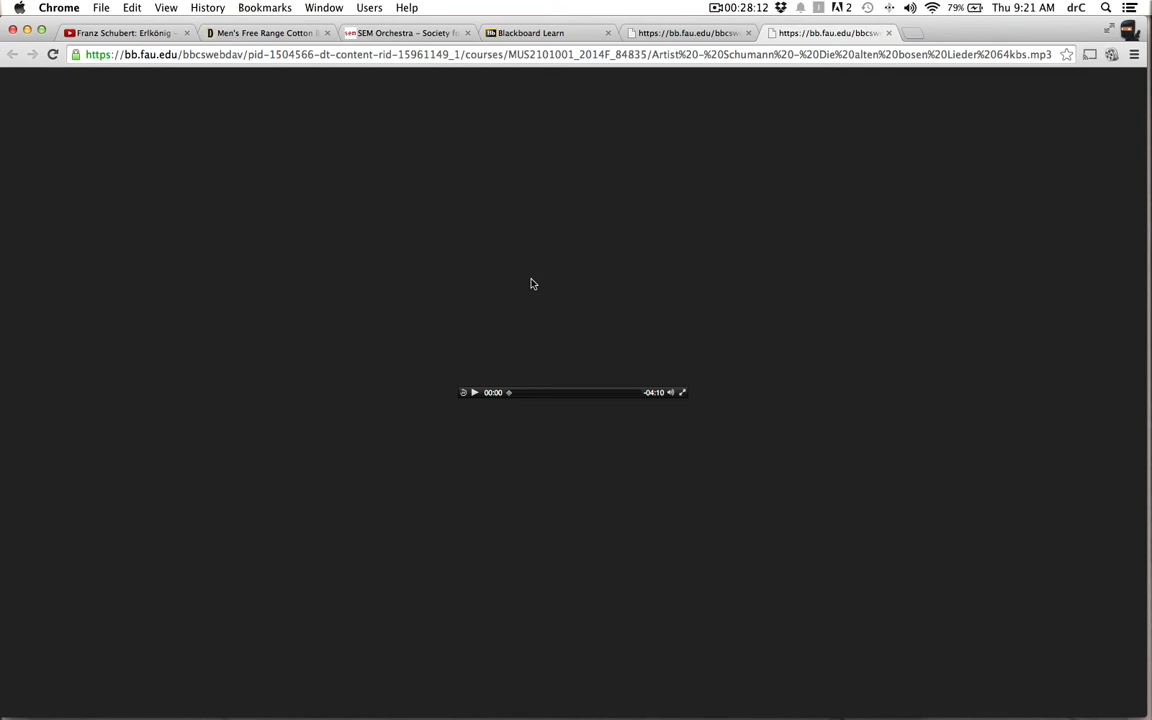 Chrome File Edit View History Bookmarks Window Users Help 00:28:12 2 79% Thu 9:21 AM drC
Franz Schubert: Erlkönig - Men's Free Range Cotton SEM Orchestra – Society fo Blackboard Learn https://bb.fau.edu/bbcsw https://bb.fau.edu/bbcsw
https://bb.fau.edu/bbcswebdav/pid-1504566-dt-content-rid-15961149_1/courses/MUS2101001_2014F_84835/Artist%20-%20Schumann%20-%20Die%20alten%20bosen%20Lieder%2064kbs.mp3
00:00 -04:10